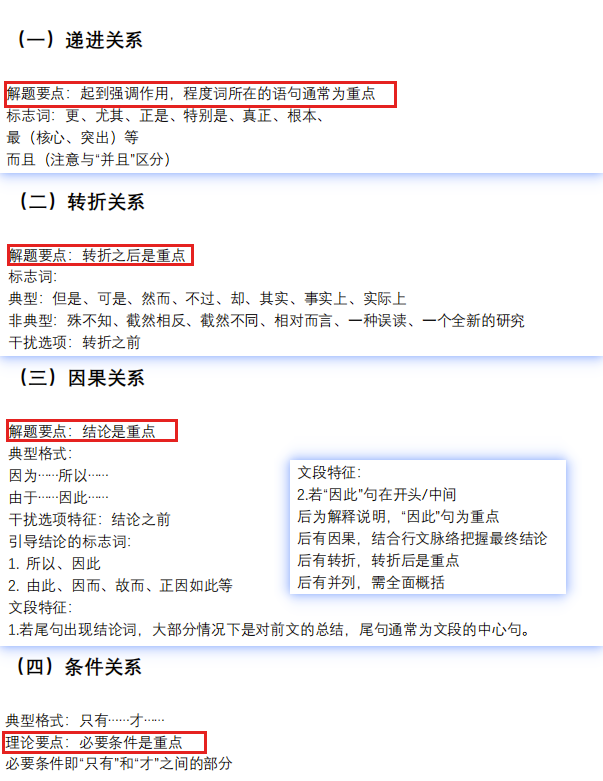 （一）递进关系
解题要点：起到强调作用，程度词所在的语句通常为重点
标志词：更、尤其、正是、特别是、真正、根本、
最（核心、突出）等
而且（注意与“并且”区分）
（二）转折关系
解题要点：转折之后是重点
标志词：
典型：但是、可是、然而、不过、却、其实、事实上、实际上
非典型：殊不知、截然相反、截然不同、相对而言、一种误读、一个全新的研究
干扰选项：转折之前
（三）因果关系
解题要点：结论是重点
典型格式：
因为······所以······
由于······因此······
干扰选项特征：结论之前
引导结论的标志词：
1. 所以、因此
2. 由此、因而、故而、正因如此等
文段特征：
1.若尾句出现结论词，大部分情况下是对前文的总结，尾句通常为文段的中心句。
文段特征：
2.若“因此”句在开头/中间
后为解释说明，“因此”句为重点
后有因果，结合行文脉络把握最终结论
后有转折，转折后是重点
后有并列，需全面概括
（四）条件关系
典型格式：只有······才······
理论要点：必要条件是重点
必要条件即“只有”和“才”之间的部分